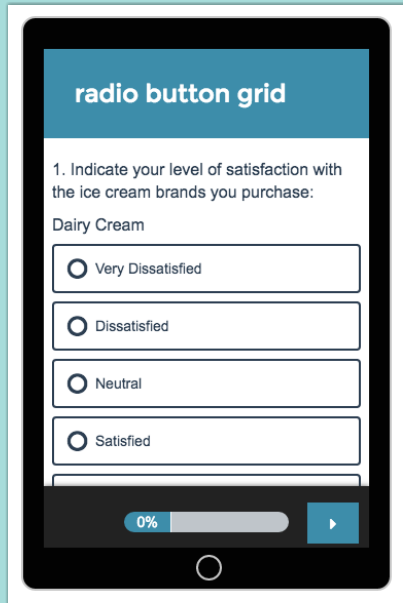 radio button grid
1. Indicate your level of satisfaction with
the ice cream brands you purchase:
Dairy Cream
Very Dissatisfied
Dissatisfied
Neutral
Satisfied
0%